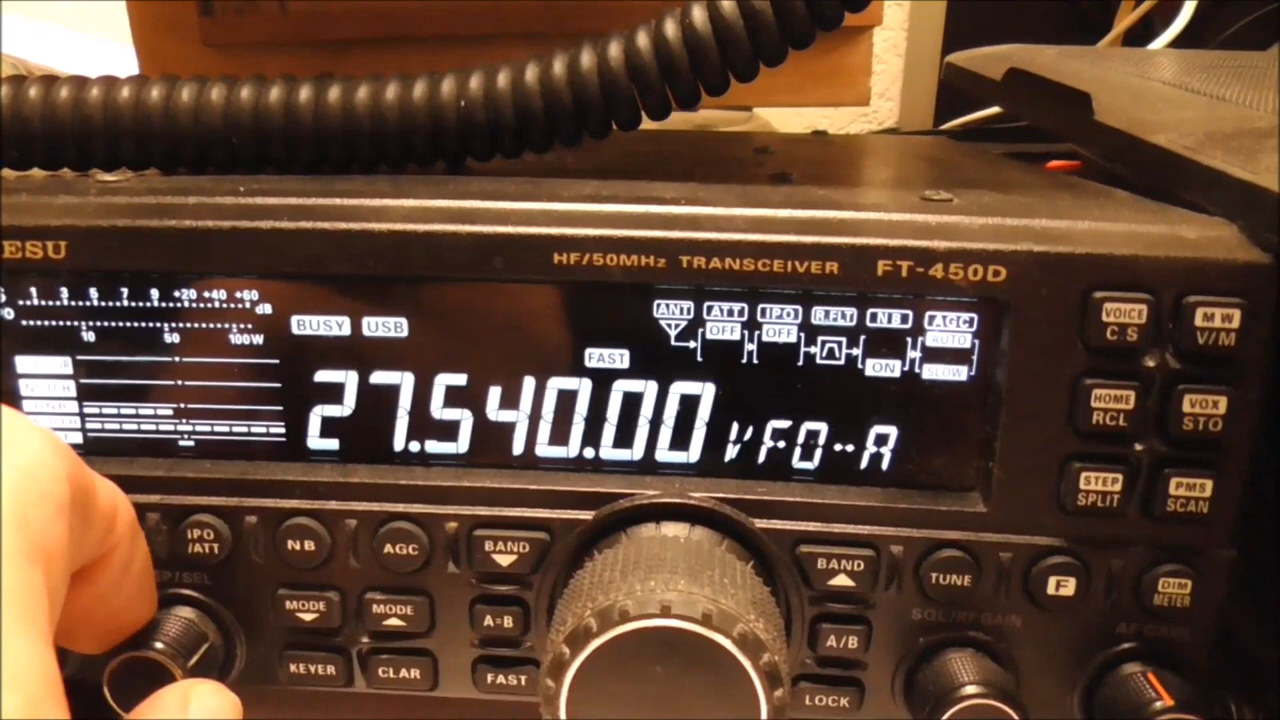 ESU
HF/50MHz TRANSCEIVER FT-450D
1 3 5 7 9 +20 +40 +60
dB
10 50 100W
BUSY USB
ANT ATT IPO R.FLT NB AGC
OFF OFF AUTO
ON SLOW
FAST
27.540.00 VFO--A
VOICE
C.S
MW
V/M
HOME
RCL
VOX
STO
STEP
SPLIT
PMS
SCAN
IPO
/ATT
NB
AGC
BAND
BAND
TUNE
F
DIM
METER
/SEL
MODE
MODE
A=B
A/B
SQL/RF GAIN
AF GAIN
KEYER
CLAR
FAST
LOCK